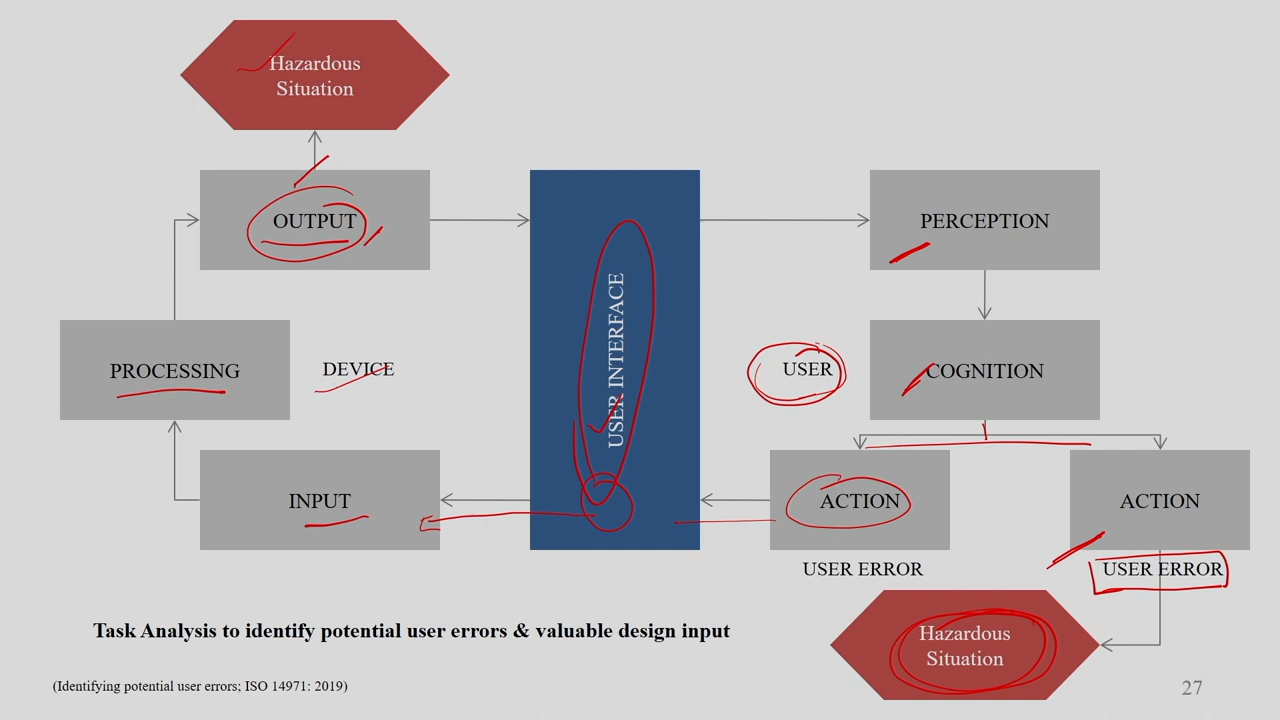 Hazardous
Situation
OUTPUT
PERCEPTION
PROCESSING
DEVICE
USER INTERFACE
USER
COGNITION
INPUT
ACTION
ACTION
USER ERROR
USER ERROR
Hazardous
Situation
Task Analysis to identify potential user errors & valuable design input
(Identifying potential user errors; ISO 14971: 2019)
27